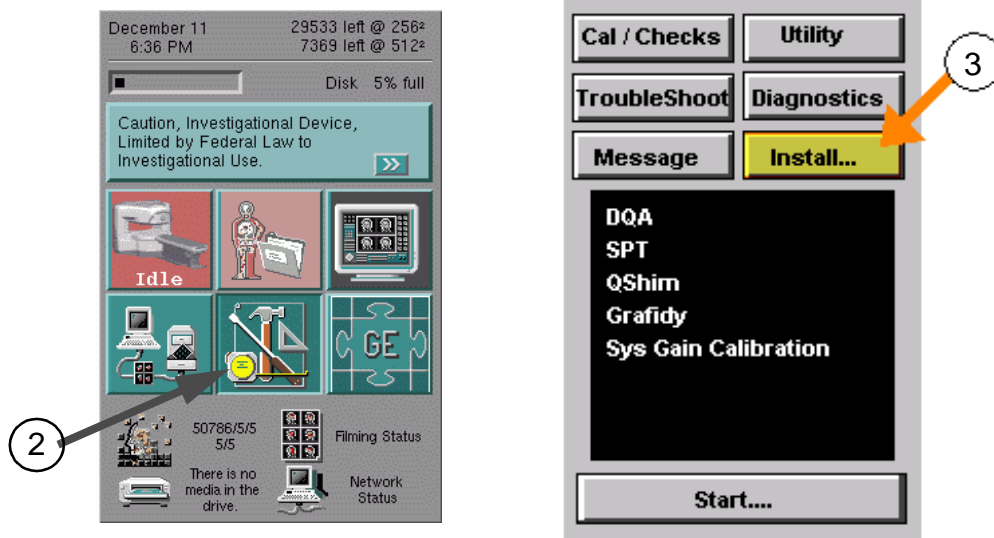 December 11
6:36 PM
29533 left @ 256²
7369 left @ 512²
Disk 5% full
Caution, Investigational Device,
Limited by Federal Law to
Investigational Use.
>>
Idle
GE
2
50786/5/5
5/5
Filming Status
There is no
media in the
drive.
Network
Status
Cal / Checks
Utility
3
TroubleShoot
Diagnostics
Message
Install...
DQA
SPT
QShim
Grafidy
Sys Gain Calibration
Start....